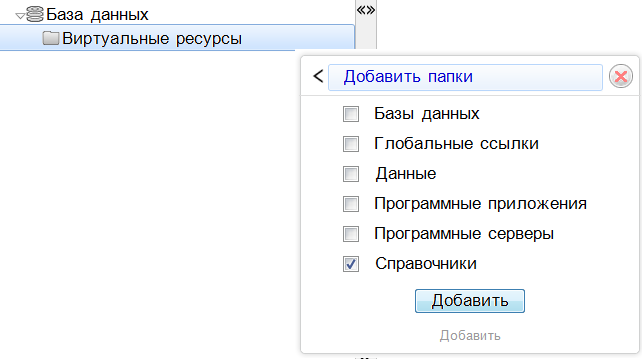 База данных
«»
Виртуальные ресурсы
Добавить папки
Базы данных
Глобальные ссылки
Данные
Программные приложения
Программные серверы
Справочники
Добавить
Добавить